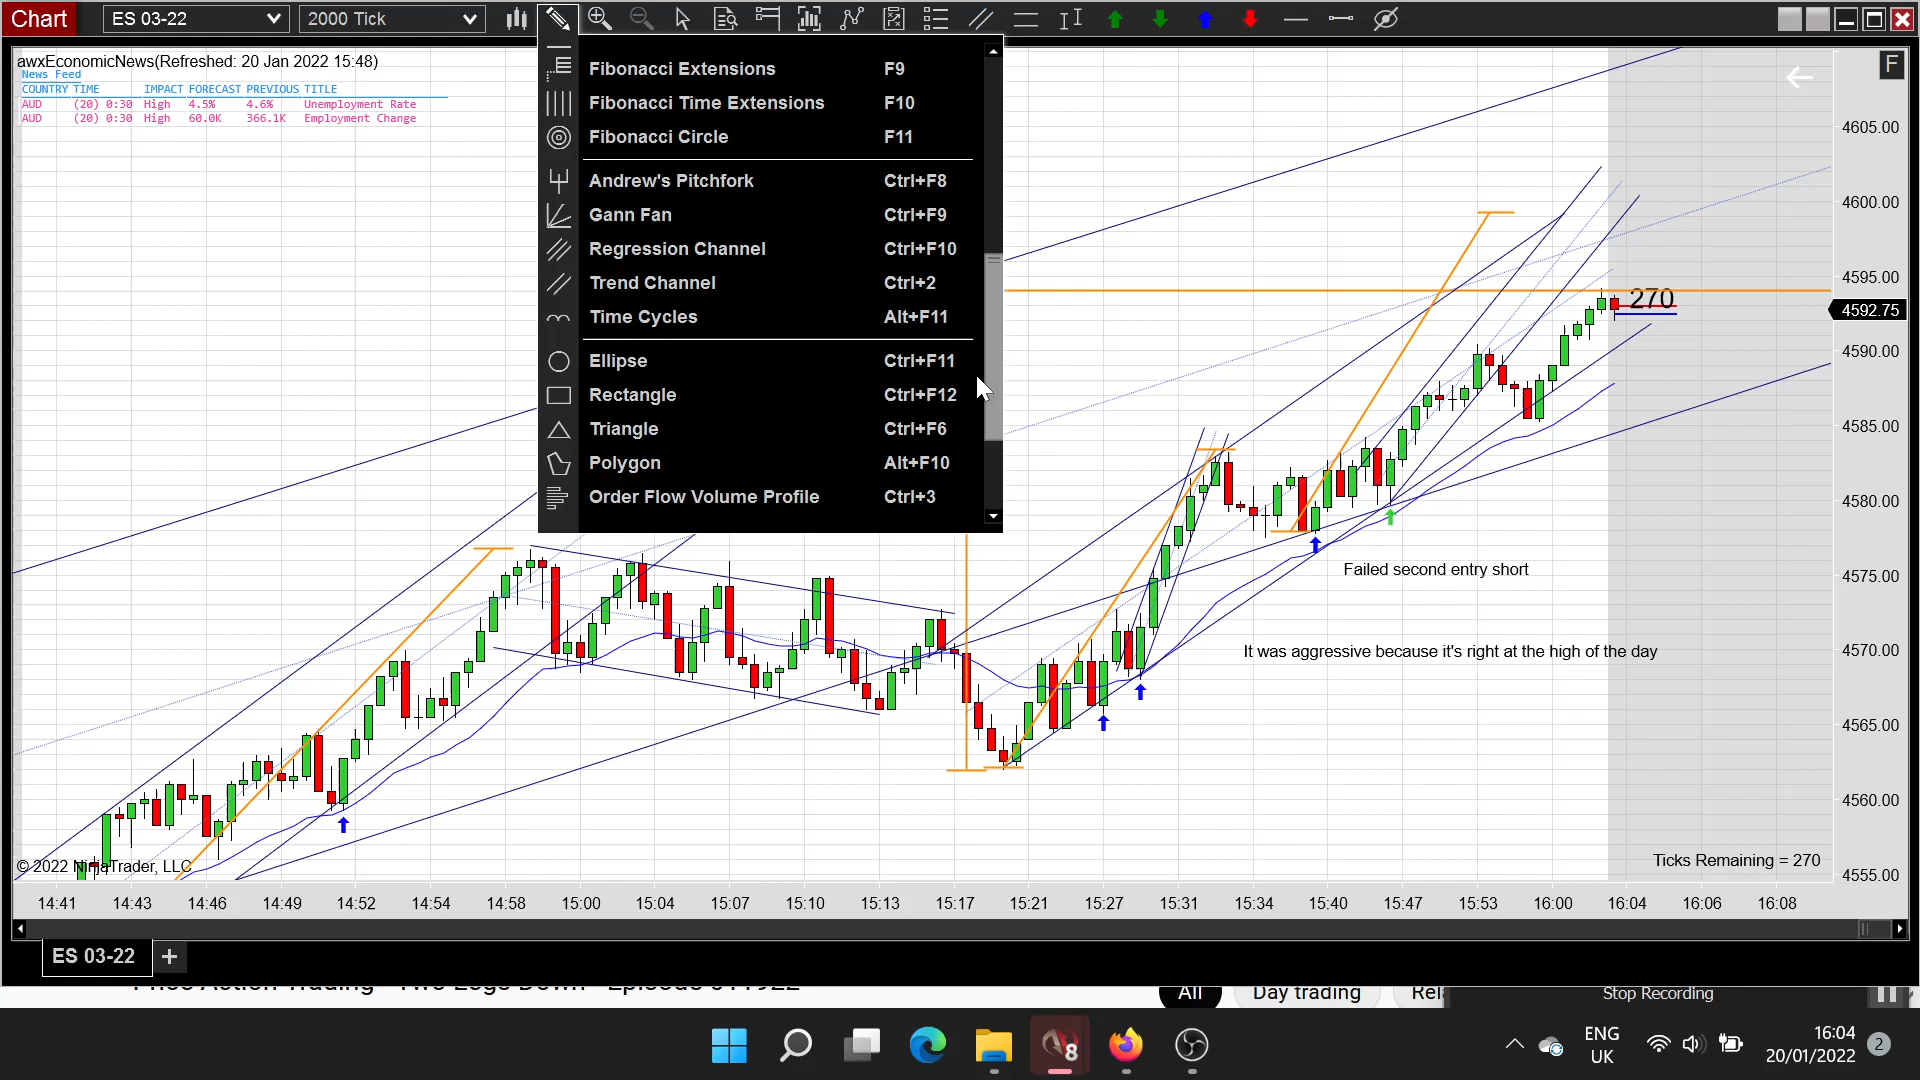 Chart
ES 03-22
2000 Tick
awxEconomicNews(Refreshed: 20 Jan 2022 15:48)
News Feed
COUNTRY TIME IMPACT FORECAST PREVIOUS TITLE
AUD (20) 0:30 High 4.5% 4.6% Unemployment Rate
AUD (20) 0:30 High 60.0K 366.1K Employment Change
Fibonacci Extensions F9
Fibonacci Time Extensions F10
Fibonacci Circle F11
Andrew's Pitchfork Ctrl+F8
Gann Fan Ctrl+F9
Regression Channel Ctrl+F10
Trend Channel Ctrl+2
Time Cycles Alt+F11
Ellipse Ctrl+F11
Rectangle Ctrl+F12
Triangle Ctrl+F6
Polygon Alt+F10
Order Flow Volume Profile Ctrl+3
F
4605.00
4600.00
4595.00
270
4592.75
4590.00
4585.00
4580.00
4575.00
4570.00
4565.00
4560.00
4555.00
Failed second entry short
It was aggressive because it's right at the high of the day
© 2022 NinjaTrader, LLC
Ticks Remaining = 270
14:41 14:43 14:46 14:49 14:52 14:54 14:58 15:00 15:04 15:07 15:10 15:13 15:17 15:21 15:27 15:31 15:34 15:40 15:47 15:53 16:00 16:04 16:06 16:08
ES 03-22 +
All
Day trading
Stop Recording
8
ENG
UK
16:04
20/01/2022
2